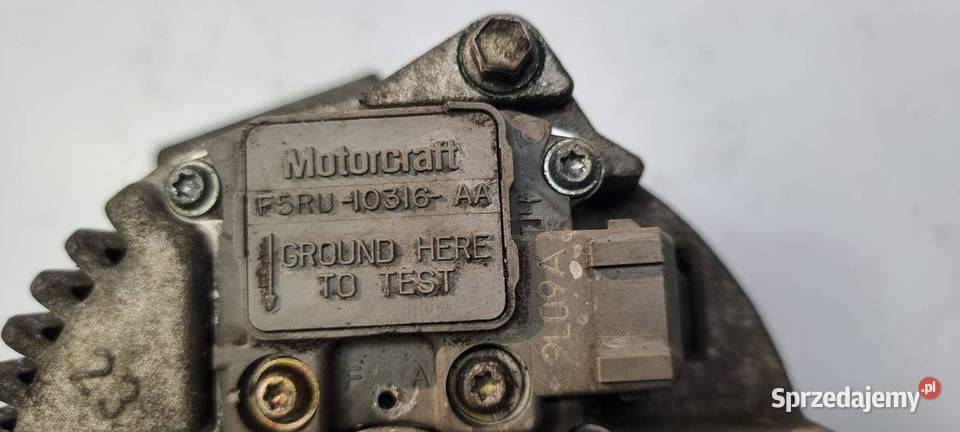 Motorcraft
F5RU-10316-AA
GROUND HERE
TO TEST
9L09A
F A
23
Sprzedajemy.pl